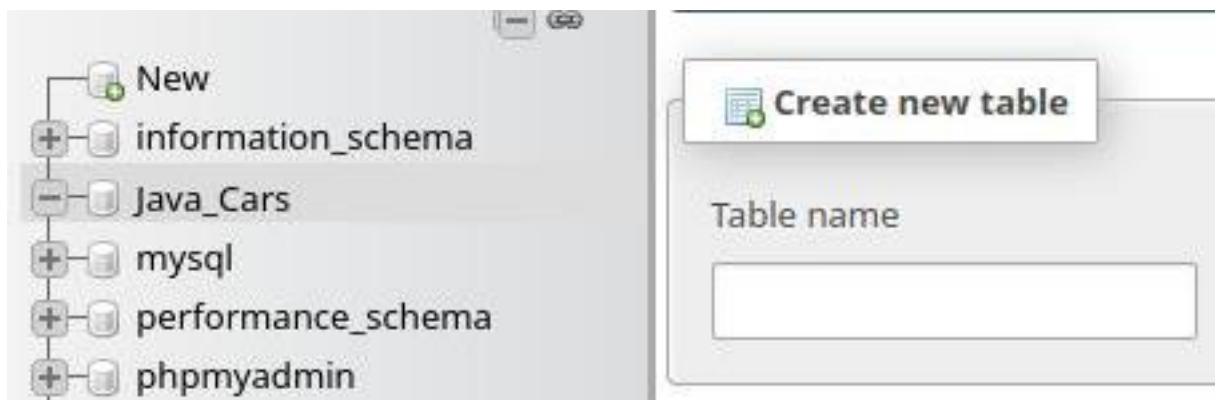 New
information_schema
Java_Cars
mysql
performance_schema
phpmyadmin
Create new table
Table name